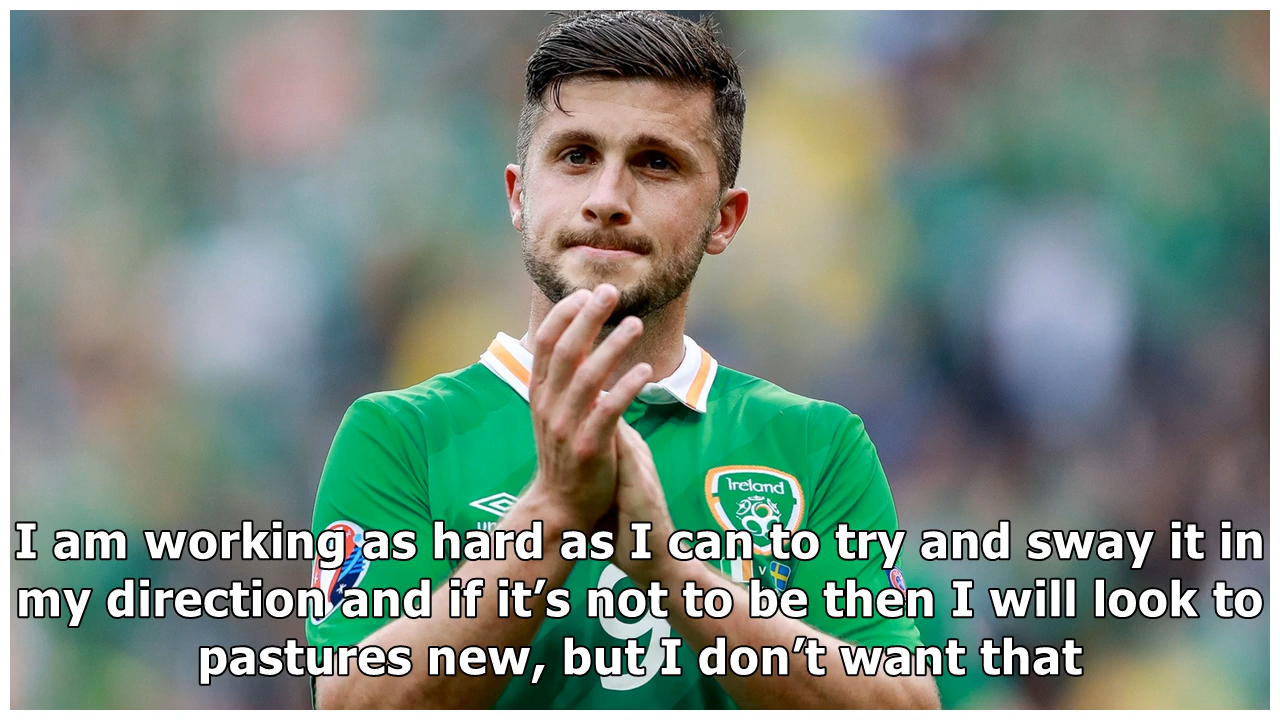 Ireland
v
9
I am working as hard as I can to try and sway it in
my direction and if it’s not to be then I will look to
pastures new, but I don’t want that